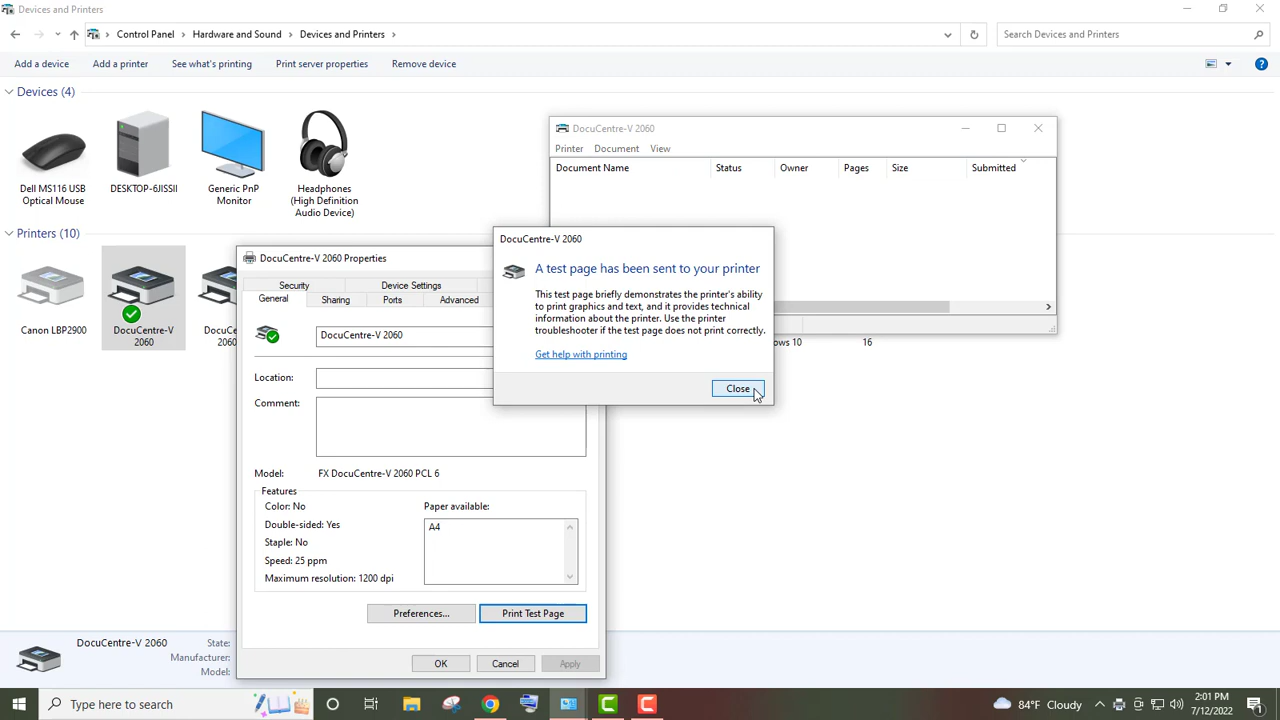 Devices and Printers
Control Panel > Hardware and Sound > Devices and Printers >
Search Devices and Printers
Add a device
Add a printer
See what's printing
Print server properties
Remove device
Devices (4)
Dell MS116 USB
Optical Mouse
DESKTOP-6JISSII
Generic PnP
Monitor
Headphones
(High Definition
Audio Device)
Printers (10)
Canon LBP2900
DocuCentre-V
2060
DocuCentre-V 2060
Printer
Document
View
Document Name
Status
Owner
Pages
Size
Submitted
16
DocuCentre-V 2060 Properties
Security
Device Settings
General
Sharing
Ports
Advanced
DocuCentre-V 2060
Location:
Comment:
Model:
FX DocuCentre-V 2060 PCL 6
Features
Color: No
Double-sided: Yes
Staple: No
Speed: 25 ppm
Maximum resolution: 1200 dpi
Paper available:
A4
Preferences...
Print Test Page
OK
Cancel
Apply
DocuCentre-V 2060
A test page has been sent to your printer
This test page briefly demonstrates the printer's ability
to print graphics and text, and it provides technical
information about the printer. Use the printer
troubleshooter if the test page does not print correctly.
Get help with printing
Close
DocuCentre-V 2060
State:
Manufacturer:
Model:
Type here to search
84°F Cloudy
2:01 PM
7/12/2022
1